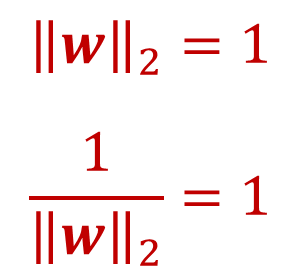 ‖w‖₂ = 1
1
‖w‖₂ = 1